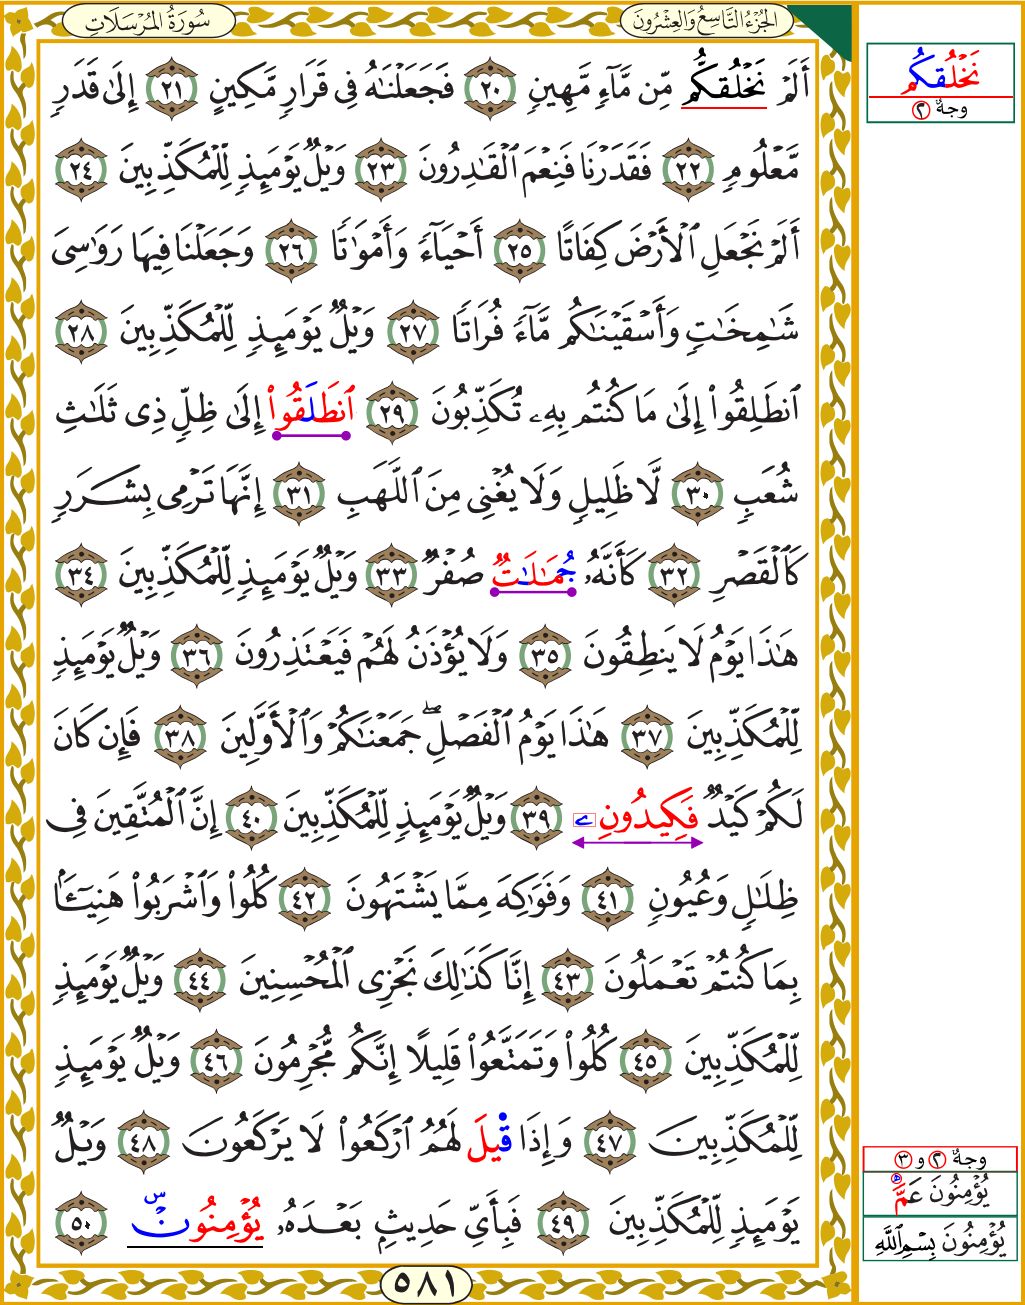 الجُزْءُ التَّاسِعُ وَالعِشْرُونَ
سُورَةُ المُرْسَلَاتِ
أَلَمْ نَخْلُقكُّم مِّن مَّآءٍ مَّهِينٍ ٢٠ فَجَعَلْنَٰهُ فِى قَرَارٍ مَّكِينٍ ٢١ إِلَىٰ قَدَرٍ
مَّعْلُومٍ ٢٢ فَقَدَرْنَا فَنِعْمَ ٱلْقَٰدِرُونَ ٢٣ وَيْلٌ يَوْمَئِذٍ لِّلْمُكَذِّبِينَ ٢٤
أَلَمْ نَجْعَلِ ٱلْأَرْضَ كِفَاتًا ٢٥ أَحْيَآءً وَأَمْوَٰتًا ٢٦ وَجَعَلْنَا فِيهَا رَوَٰسِىَ
شَٰمِخَٰتٍ وَأَسْقَيْنَٰكُم مَّآءً فُرَاتًا ٢٧ وَيْلٌ يَوْمَئِذٍ لِّلْمُكَذِّبِينَ ٢٨
ٱنطَلِقُوا۟ إِلَىٰ مَا كُنتُم بِهِۦ تُكَذِّبُونَ ٢٩ ٱنطَلَقُوا۟ إِلَىٰ ظِلٍّ ذِى ثَلَٰثِ
شُعَبٍ ٣٠ لَّا ظَلِيلٍ وَلَا يُغْنِى مِنَ ٱللَّهَبِ ٣١ إِنَّهَا تَرْمِى بِشَرَرٍ
كَٱلْقَصْرِ ٣٢ كَأَنَّهُۥ جُمَٰلَٰتٌ صُفْرٌ ٣٣ وَيْلٌ يَوْمَئِذٍ لِّلْمُكَذِّبِينَ ٣٤
هَٰذَا يَوْمُ لَا يَنطِقُونَ ٣٥ وَلَا يُؤْذَنُ لَهُمْ فَيَعْتَذِرُونَ ٣٦ وَيْلٌ يَوْمَئِذٍ
لِّلْمُكَذِّبِينَ ٣٧ هَٰذَا يَوْمُ ٱلْفَصْلِۖ جَمَعْنَٰكُمْ وَٱلْأَوَّلِينَ ٣٨ فَإِن كَانَ
لَكُمْ كَيْدٌ فَكِيدُونِۦ ٣٩ وَيْلٌ يَوْمَئِذٍ لِّلْمُكَذِّبِينَ ٤٠ إِنَّ ٱلْمُتَّقِينَ فِى
ظِلَٰلٍ وَعُيُونٍ ٤١ وَفَوَٰكِهَ مِمَّا يَشْتَهُونَ ٤٢ كُلُوا۟ وَٱشْرَبُوا۟ هَنِيٓـًٔۢا
بِمَا كُنتُمْ تَعْمَلُونَ ٤٣ إِنَّا كَذَٰلِكَ نَجْزِى ٱلْمُحْسِنِينَ ٤٤ وَيْلٌ يَوْمَئِذٍ
لِّلْمُكَذِّبِينَ ٤٥ كُلُوا۟ وَتَمَتَّعُوا۟ قَلِيلًا إِنَّكُم مُّجْرِمُونَ ٤٦ وَيْلٌ يَوْمَئِذٍ
لِّلْمُكَذِّبِينَ ٤٧ وَإِذَا قِيلَ لَهُمُ ٱرْكَعُوا۟ لَا يَرْكَعُونَ ٤٨ وَيْلٌ
يَوْمَئِذٍ لِّلْمُكَذِّبِينَ ٤٩ فَبِأَىِّ حَدِيثٍۭ بَعْدَهُۥ يُؤْمِنُونَ س ٥٠
٥٨١
نَخْلُقكُم
وجهٌ ٢
وجهٌ ٢ و ٣
يُؤْمِنُونَ عَمَّ
يُؤْمِنُونَ بِسْمِ ٱللَّهِ